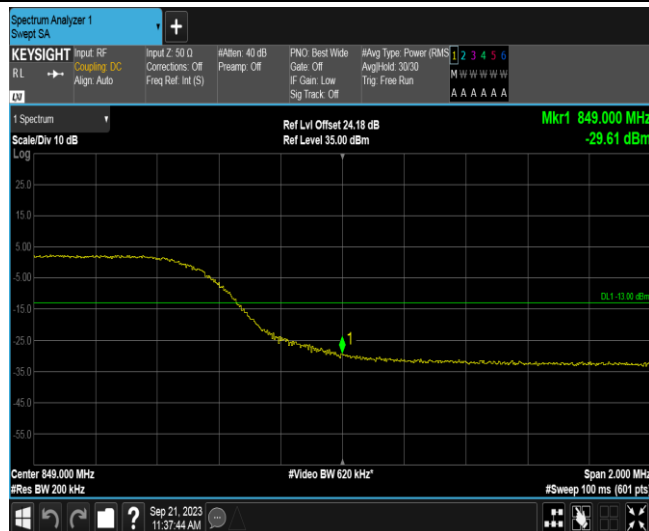 Spectrum Analyzer 1
Swept SA
+
KEYSIGHT
RL
LXI
Input: RF
Coupling: DC
Align: Auto
Input Z: 50 Ω
Corrections: Off
Freq Ref: Int (S)
#Atten: 40 dB
Preamp: Off
PNO: Best Wide
Gate: Off
IF Gain: Low
Sig Track: Off
#Avg Type: Power (RMS
Avg|Hold: 30/30
Trig: Free Run
1 2 3 4 5 6
M W W W W W
A A A A A A
1 Spectrum
Scale/Div 10 dB
Log
Ref Lvl Offset 24.18 dB
Ref Level 35.00 dBm
Mkr1 849.000 MHz
-29.61 dBm
25.0
15.0
5.00
-5.00
-15.0
-25.0
-35.0
-45.0
-55.0
DL1 -13.00 dBm
1
Center 849.000 MHz
#Res BW 200 kHz
#Video BW 620 kHz*
Span 2.000 MHz
#Sweep 100 ms (601 pts)
?
Sep 21, 2023
11:37:44 AM